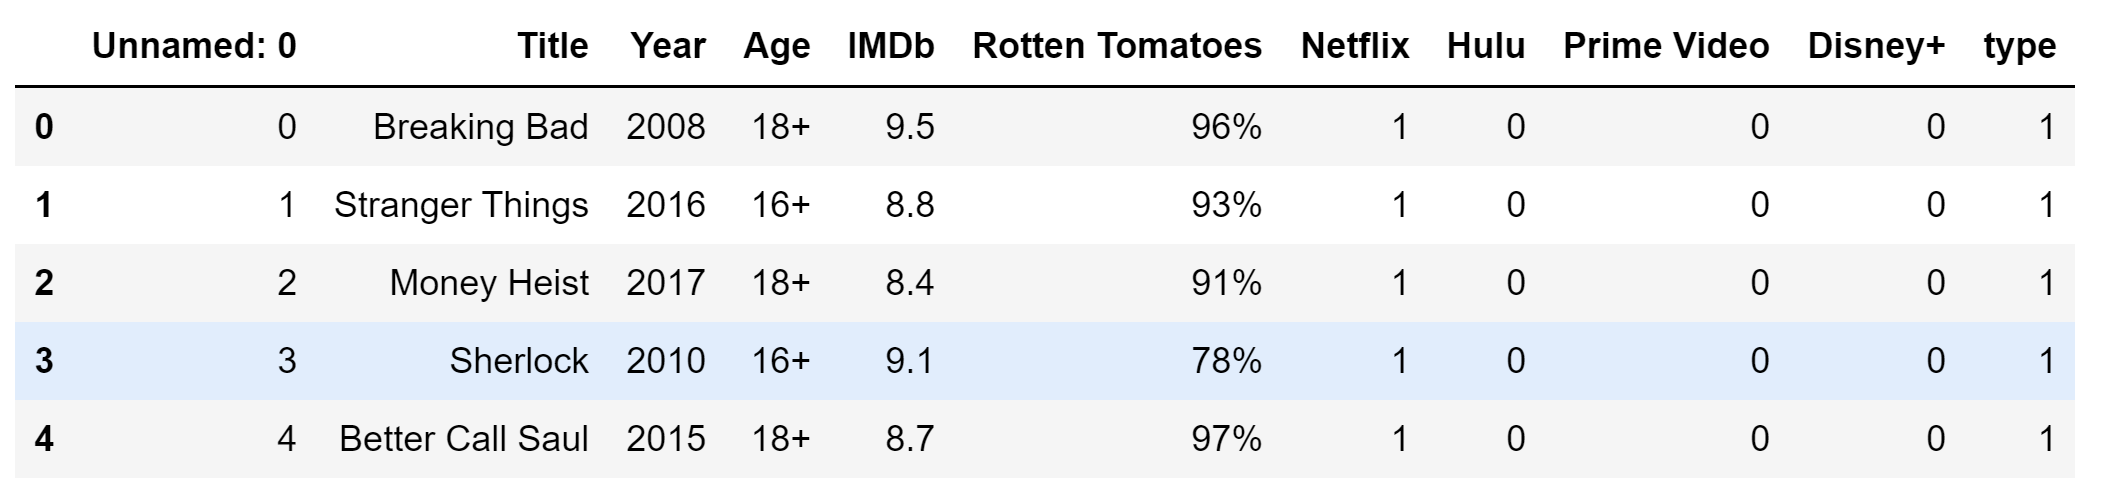 Unnamed: 0 Title Year Age IMDb Rotten Tomatoes Netflix Hulu Prime Video Disney+ type
0 0 Breaking Bad 2008 18+ 9.5 96% 1 0 0 0 1
1 1 Stranger Things 2016 16+ 8.8 93% 1 0 0 0 1
2 2 Money Heist 2017 18+ 8.4 91% 1 0 0 0 1
3 3 Sherlock 2010 16+ 9.1 78% 1 0 0 0 1
4 4 Better Call Saul 2015 18+ 8.7 97% 1 0 0 0 1